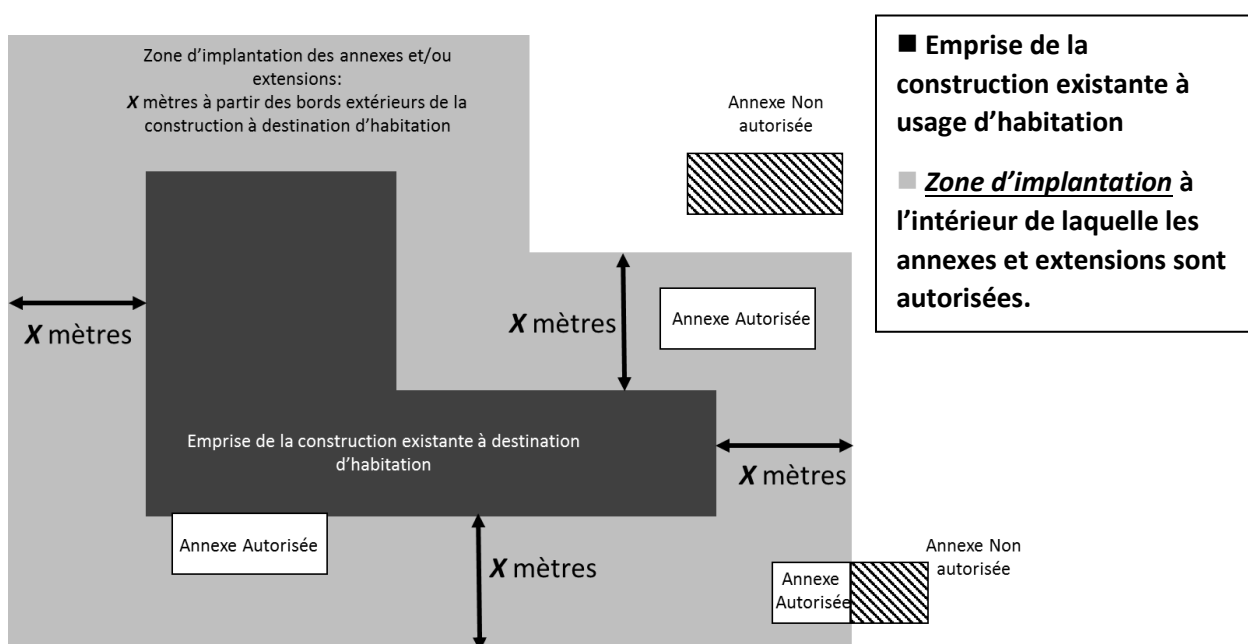 Zone d’implantation des annexes et/ou
extensions:
X mètres à partir des bords extérieurs de la
construction à destination d’habitation
Annexe Non
autorisée
■ Emprise de la
construction existante à
usage d’habitation
■ Zone d’implantation à
l’intérieur de laquelle les
annexes et extensions sont
autorisées.
X mètres
X mètres
Annexe Autorisée
Emprise de la construction existante à destination
d’habitation
X mètres
Annexe Autorisée
X mètres
Annexe
Autorisée
Annexe Non
autorisée